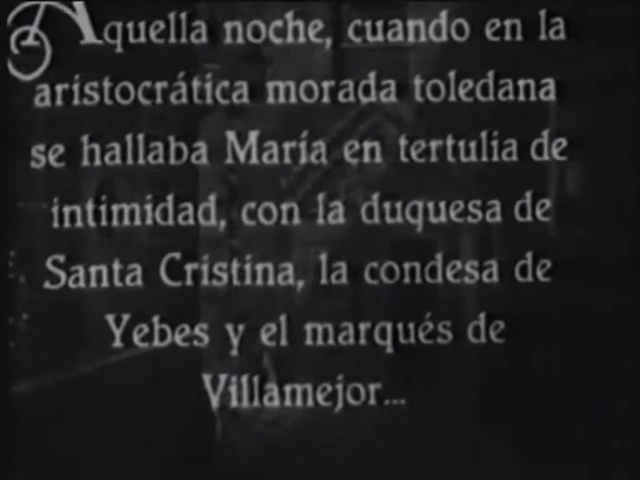 Aquella noche, cuando en la
aristocrática morada toledana
se hallaba María en tertulia de
intimidad, con la duquesa de
Santa Cristina, la condesa de
Yebes y el marqués de
Villamejor...